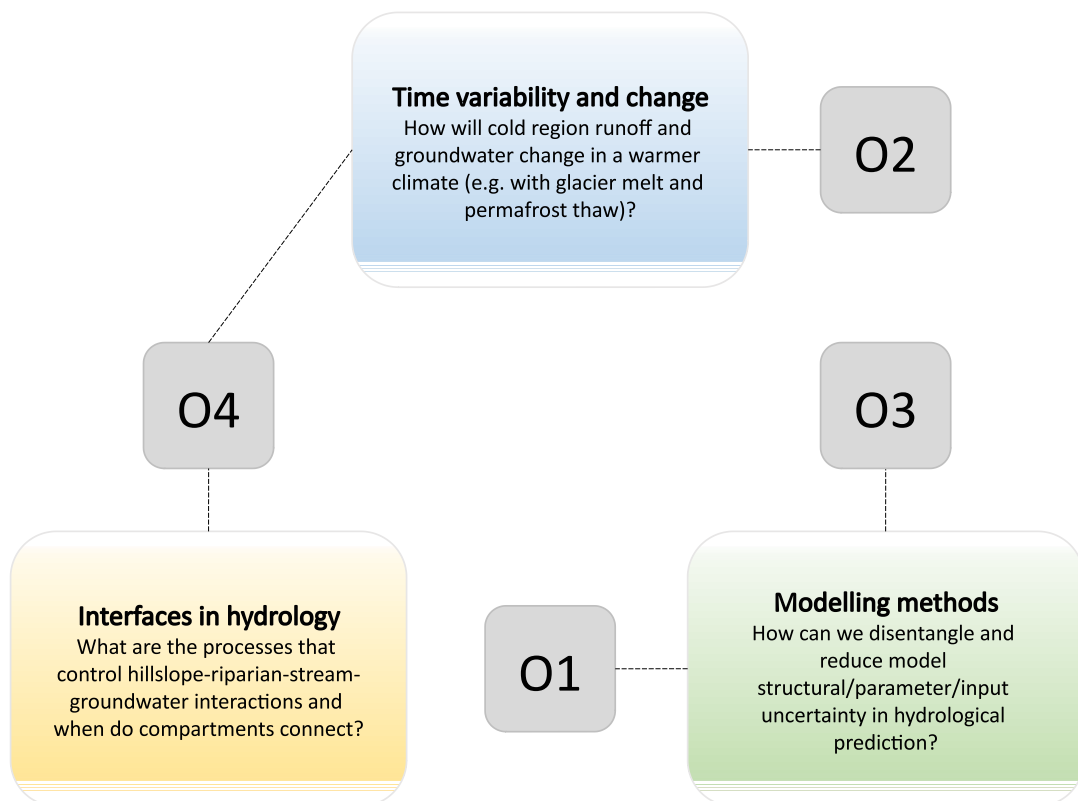 Time variability and change
How will cold region runoff and
groundwater change in a warmer
climate (e.g. with glacier melt and
permafrost thaw)?
O2
O4
O3
Interfaces in hydrology
What are the processes that
control hillslope-riparian-stream-
groundwater interactions and
when do compartments connect?
O1
Modelling methods
How can we disentangle and
reduce model
structural/parameter/input
uncertainty in hydrological
prediction?